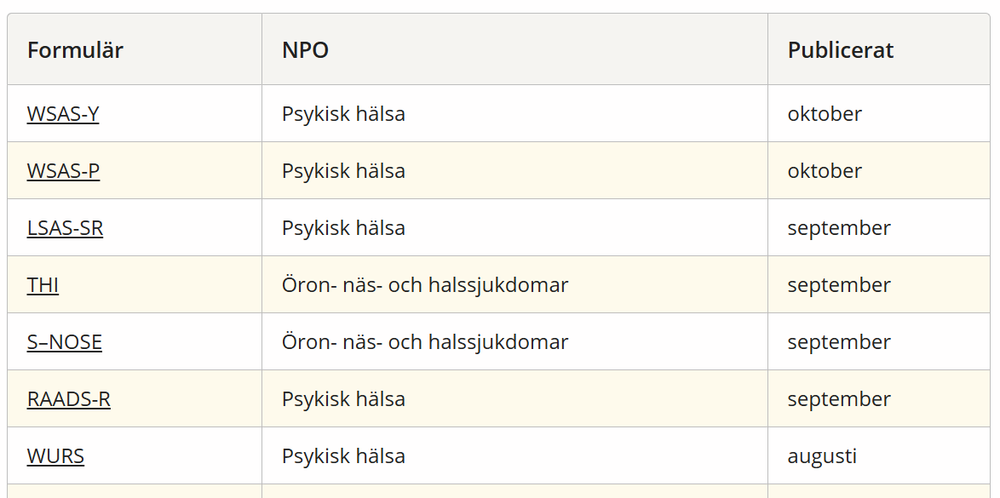 Formulär NPO Publicerat
WSAS-Y Psykisk hälsa oktober
WSAS-P Psykisk hälsa oktober
LSAS-SR Psykisk hälsa september
THI Öron- näs- och halssjukdomar september
S–NOSE Öron- näs- och halssjukdomar september
RAADS-R Psykisk hälsa september
WURS Psykisk hälsa augusti